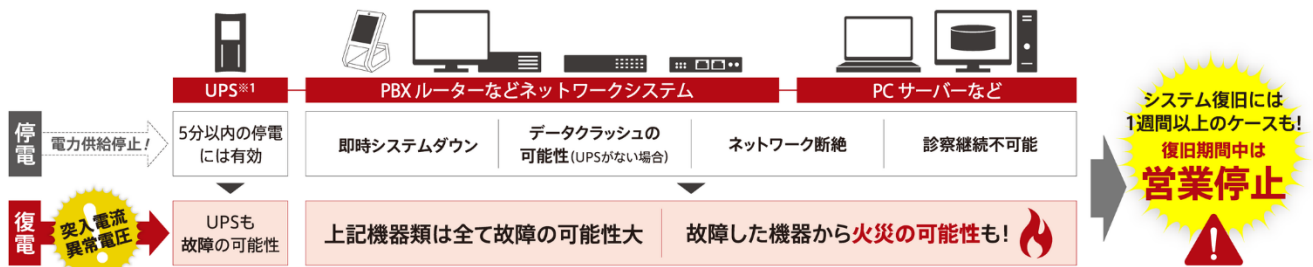 UPS※1
PBX ルーターなどネットワークシステム
PC サーバーなど
停電
電力供給停止!
5分以内の停電
には有効
即時システムダウン
データクラッシュの
可能性(UPSがない場合)
ネットワーク断絶
診察継続不可能
復電
突入電流
異常電圧
UPSも
故障の可能性
上記機器類は全て故障の可能性大
故障した機器から火災の可能性も!
システム復旧には
1週間以上のケースも!
復旧期間中は
営業停止